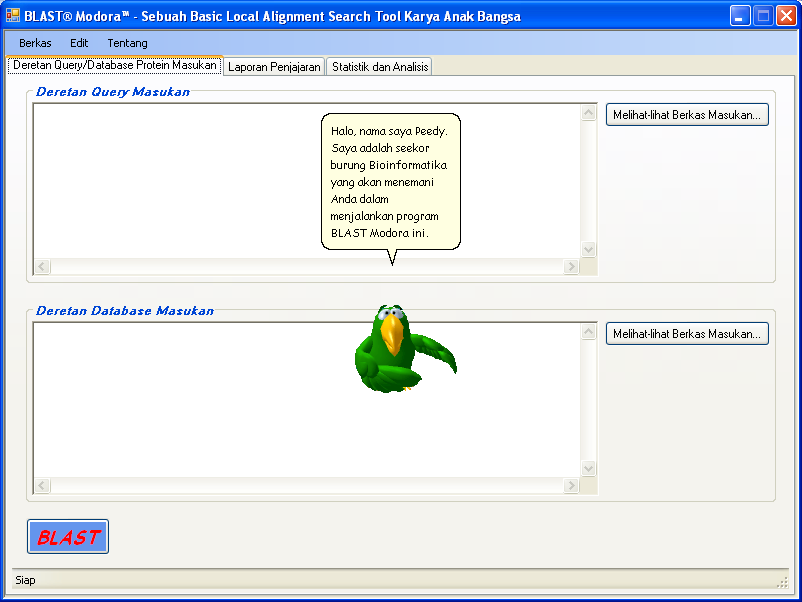 BLAST® Modora™ - Sebuah Basic Local Alignment Search Tool Karya Anak Bangsa
Berkas Edit Tentang
Deretan Query/Database Protein Masukan Laporan Penjajaran Statistik dan Analisis
Deretan Query Masukan
Melihat-lihat Berkas Masukan...
Halo, nama saya Peedy.
Saya adalah seekor
burung Bioinformatika
yang akan menemani
Anda dalam
menjalankan program
BLAST Modora ini.
Deretan Database Masukan
Melihat-lihat Berkas Masukan...
BLAST
Siap